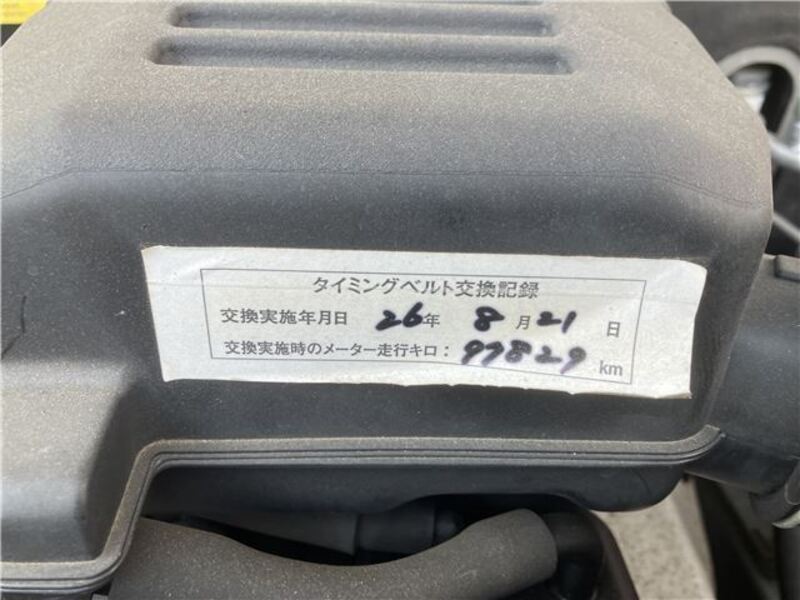 タイミングベルト交換記録
交換実施年月日 26年 8月21日
交換実施時のメーター走行キロ：97829km